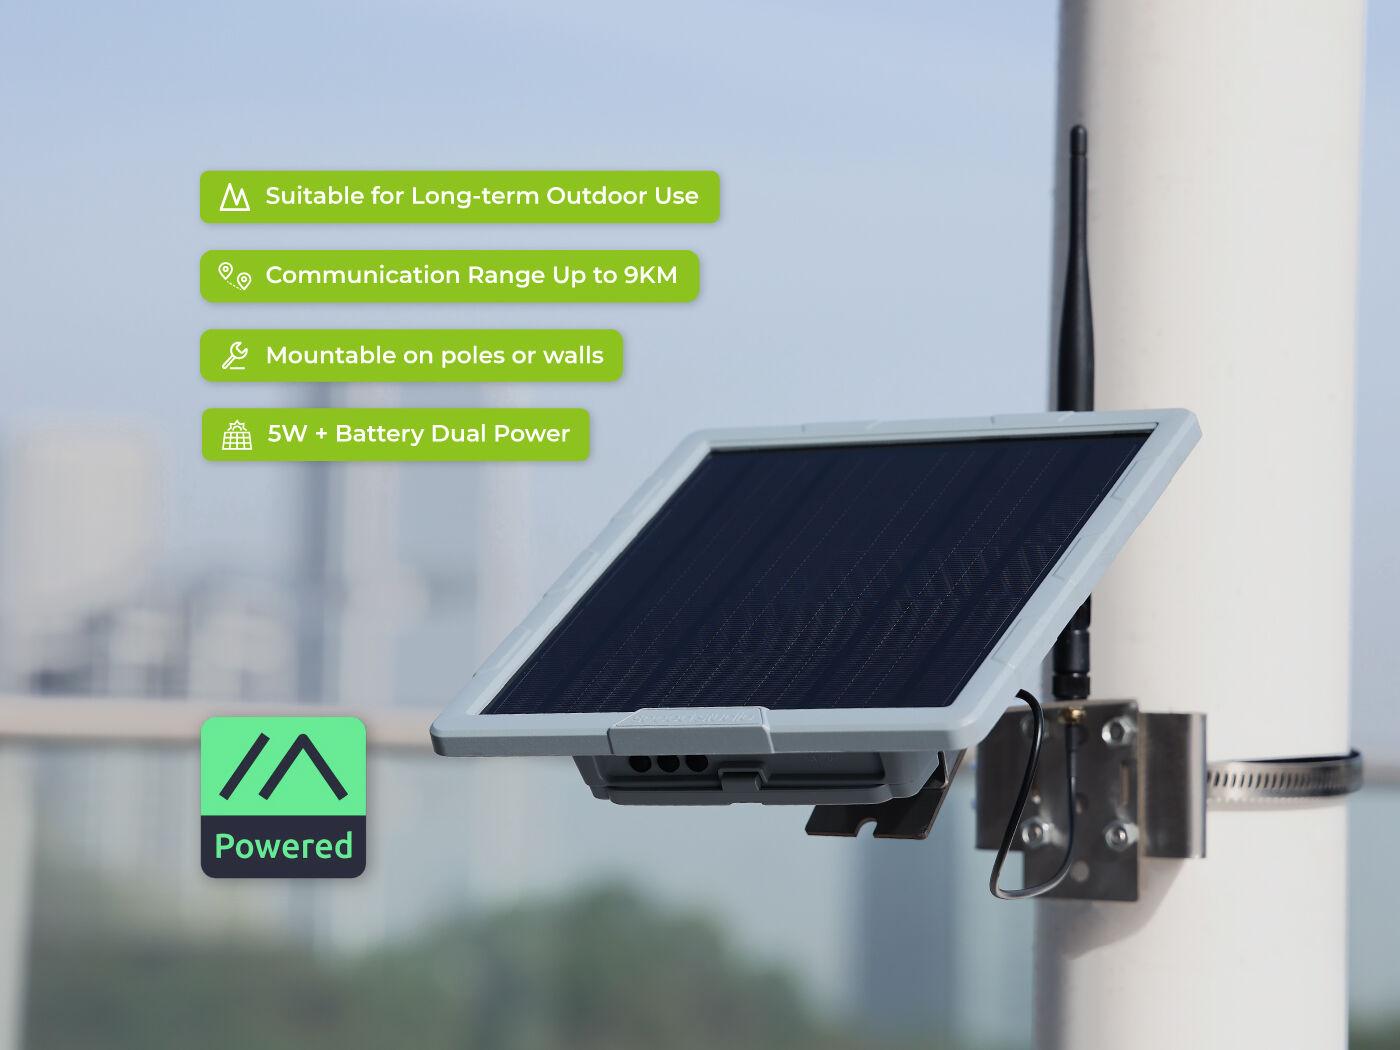 Suitable for Long-term Outdoor Use
Communication Range Up to 9KM
Mountable on poles or walls
5W + Battery Dual Power
Powered